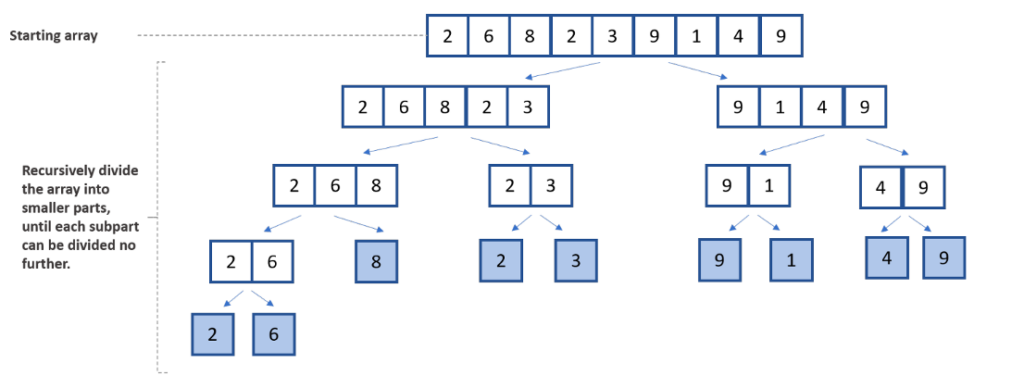 Starting array
2 6 8 2 3 9 1 4 9
2 6 8 2 3
9 1 4 9
Recursively divide
the array into
smaller parts,
until each subpart
can be divided no
further.
2 6 8
2 3
9 1
4 9
2 6
8
2
3
9
1
4
9
2
6